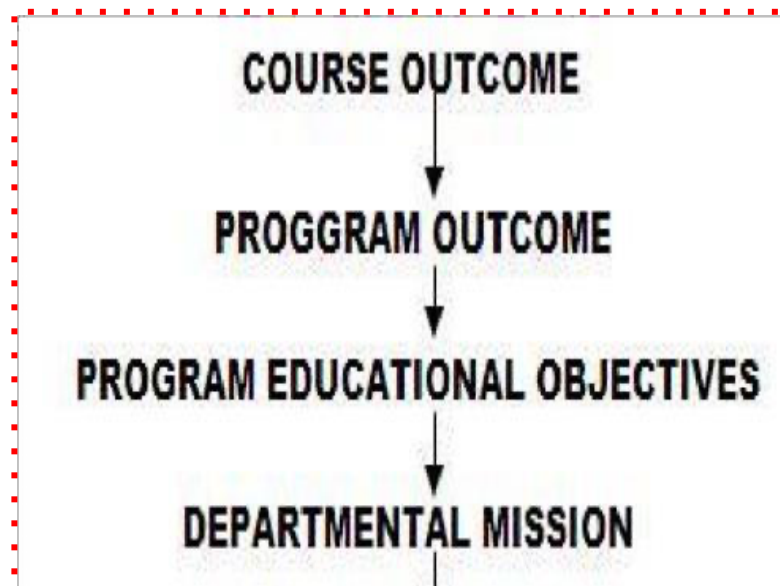 COURSE OUTCOME
PROGGRAM OUTCOME
PROGRAM EDUCATIONAL OBJECTIVES
DEPARTMENTAL MISSION